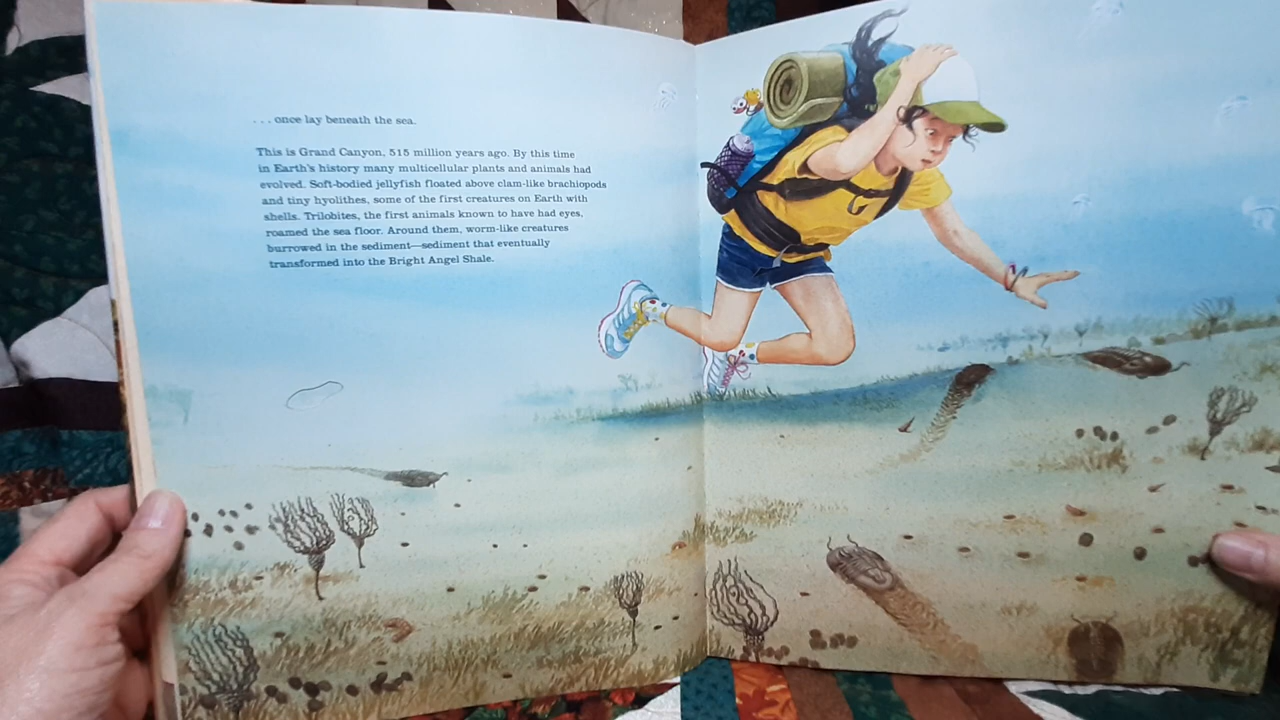 . . . once lay beneath the sea.
This is Grand Canyon, 515 million years ago. By this time
in Earth's history many multicellular plants and animals had
evolved. Soft-bodied jellyfish floated above clam-like brachiopods
and tiny hyolithes, some of the first creatures on Earth with
shells. Trilobites, the first animals known to have had eyes,
roamed the sea floor. Around them, worm-like creatures
burrowed in the sediment—sediment that eventually
transformed into the Bright Angel Shale.